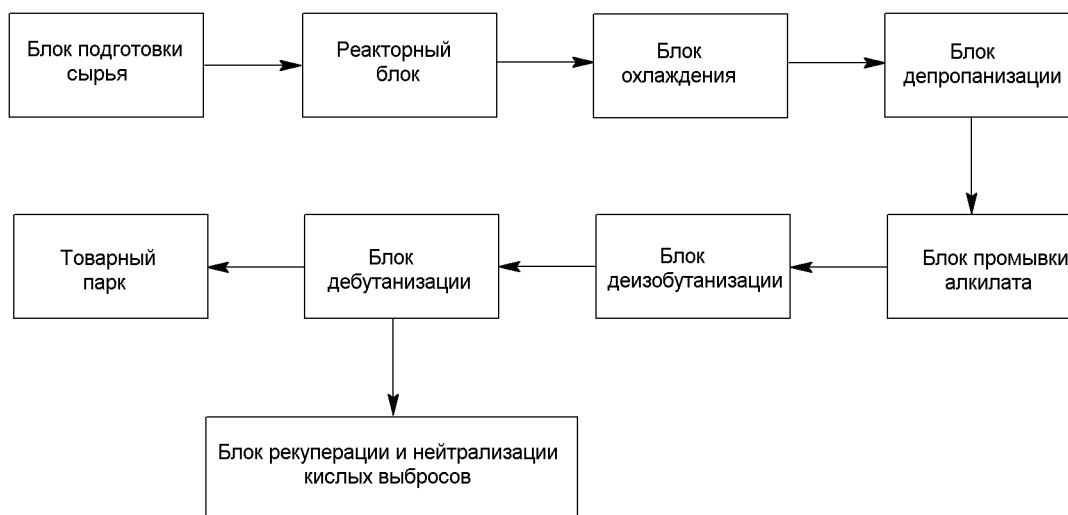 Блок подготовки
сырья
Реакторный
блок
Блок
охлаждения
Блок
депропанизации
Товарный
парк
Блок
дебутанизации
Блок
деизобутанизации
Блок промывки
алкилата
Блок рекуперации и нейтрализации
кислых выбросов